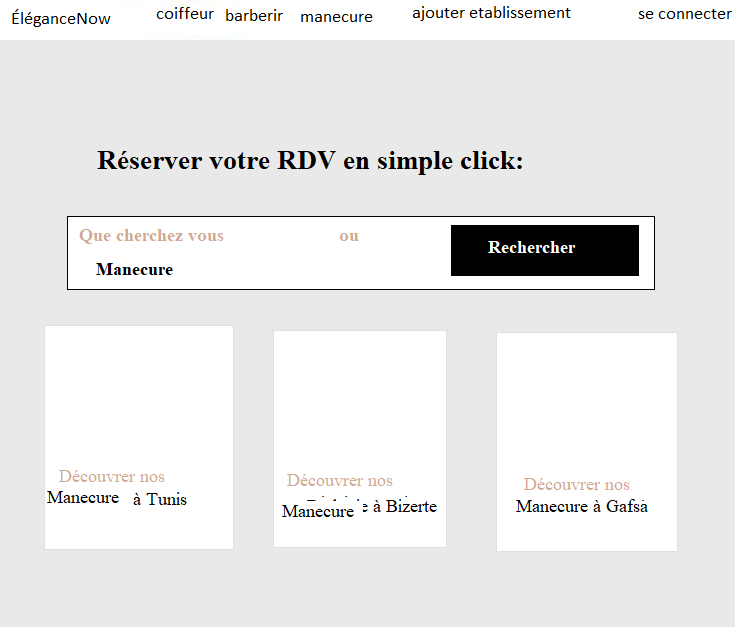 ÉléganceNow coiffeur barberir manecure ajouter etablissement se connecter
Réserver votre RDV en simple click:
Que cherchez vous ou
Rechercher
Manecure
Découvrer nos
Manecure à Tunis
Découvrer nos
Manecure à Bizerte
Découvrer nos
Manecure à Gafsa